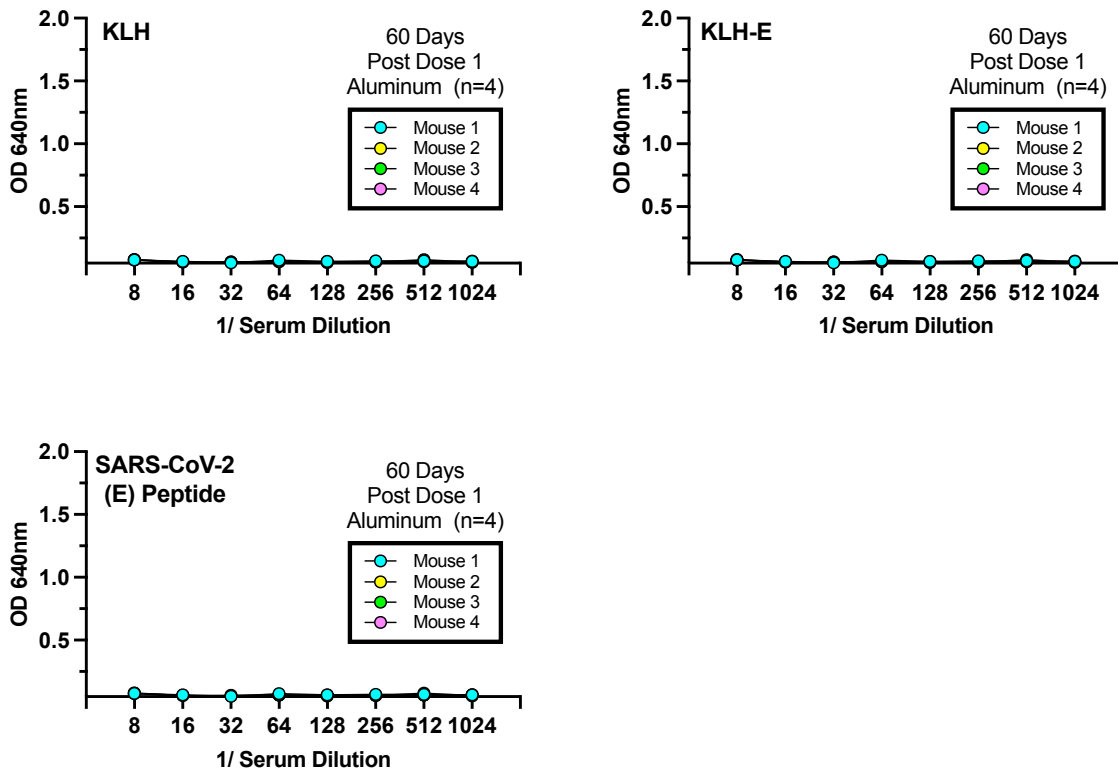 KLH
60 Days
Post Dose 1
Aluminum (n=4)
Mouse 1
Mouse 2
Mouse 3
Mouse 4
2.0
1.5
1.0
0.5
OD 640nm
8 16 32 64 128 256 512 1024
1/ Serum Dilution
KLH-E
60 Days
Post Dose 1
Aluminum (n=4)
Mouse 1
Mouse 2
Mouse 3
Mouse 4
2.0
1.5
1.0
0.5
OD 640nm
8 16 32 64 128 256 512 1024
1/ Serum Dilution
SARS-CoV-2
(E) Peptide
60 Days
Post Dose 1
Aluminum (n=4)
Mouse 1
Mouse 2
Mouse 3
Mouse 4
2.0
1.5
1.0
0.5
OD 640nm
8 16 32 64 128 256 512 1024
1/ Serum Dilution